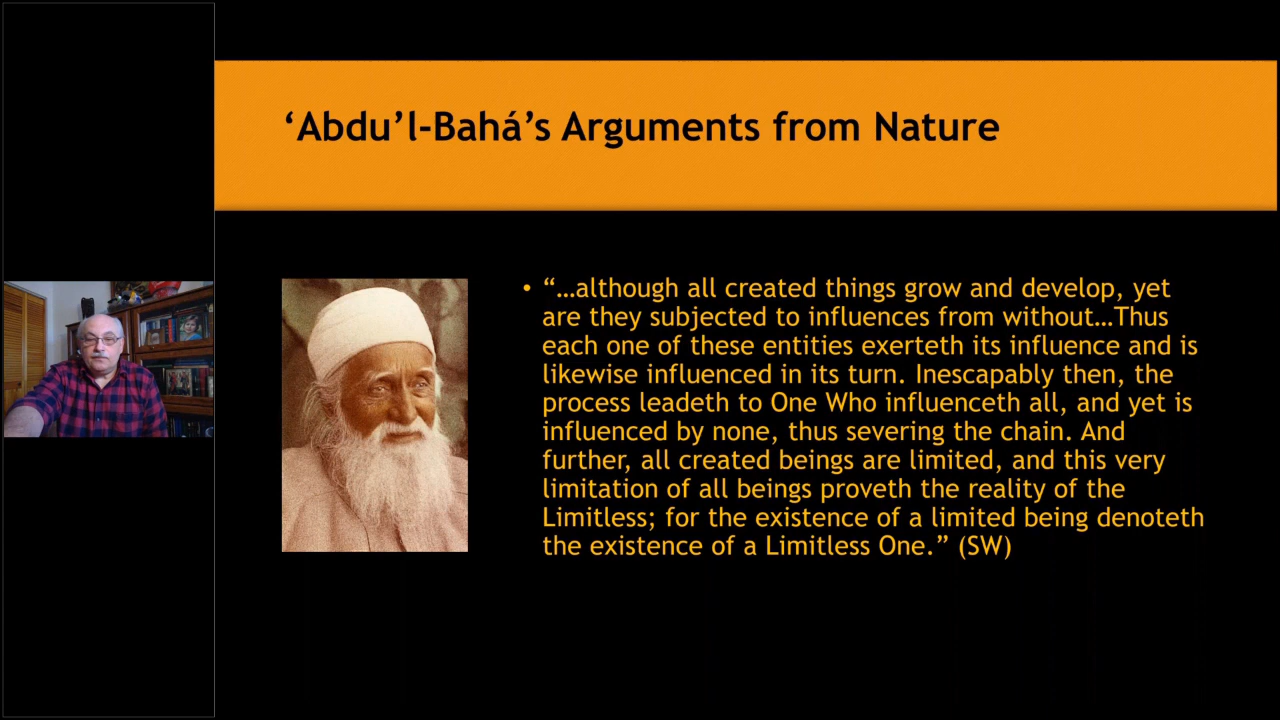 ‘Abdu’l-Bahá’s Arguments from Nature
• “…although all created things grow and develop, yet
are they subjected to influences from without…Thus
each one of these entities exerteth its influence and is
likewise influenced in its turn. Inescapably then, the
process leadeth to One Who influenceth all, and yet is
influenced by none, thus severing the chain. And
further, all created beings are limited, and this very
limitation of all beings proveth the reality of the
Limitless; for the existence of a limited being denoteth
the existence of a Limitless One.” (SW)